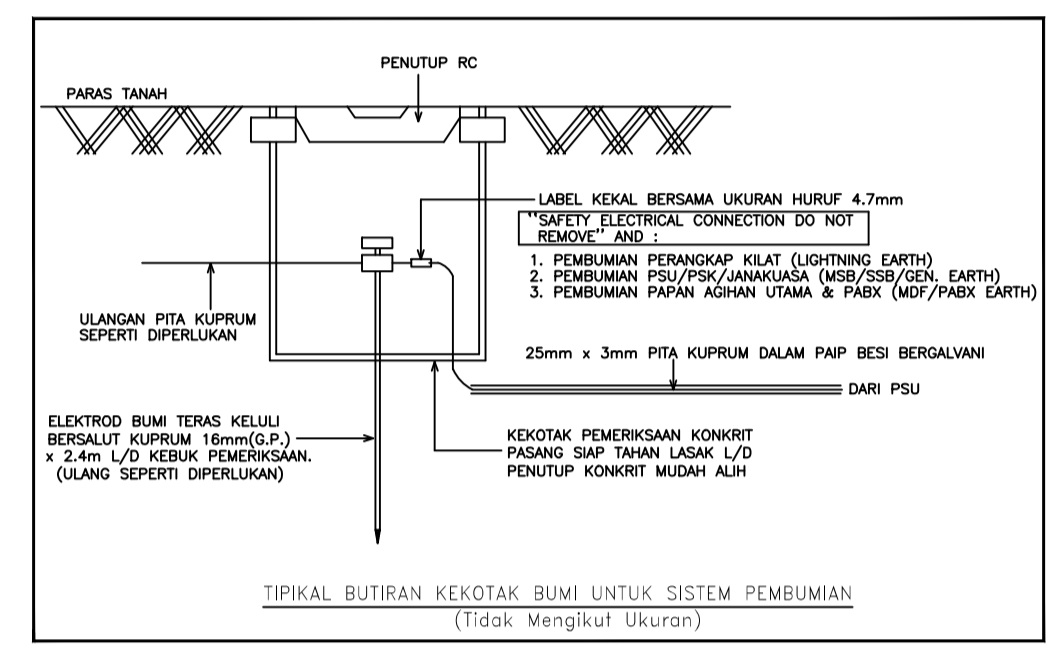 PENUTUP RC
PARAS TANAH
LABEL KEKAL BERSAMA UKURAN HURUF 4.7mm
"SAFETY ELECTRICAL CONNECTION DO NOT
REMOVE" AND :
1. PEMBUMIAN PERANGKAP KILAT (LIGHTNING EARTH)
2. PEMBUMIAN PSU/PSK/JANAKUASA (MSB/SSB/GEN. EARTH)
3. PEMBUMIAN PAPAN AGIHAN UTAMA & PABX (MDF/PABX EARTH)
ULANGAN PITA KUPRUM
SEPERTI DIPERLUKAN
25mm x 3mm PITA KUPRUM DALAM PAIP BESI BERGALVANI
DARI PSU
ELEKTROD BUMI TERAS KELULI
BERSALUT KUPRUM 16mm(G.P.)
x 2.4m L/D KEBUK PEMERIKSAAN.
(ULANG SEPERTI DIPERLUKAN)
KEKOTAK PEMERIKSAAN KONKRIT
PASANG SIAP TAHAN LASAK L/D
PENUTUP KONKRIT MUDAH ALIH
TIPIKAL BUTIRAN KEKOTAK BUMI UNTUK SISTEM PEMBUMIAN
(Tidak Mengikut Ukuran)